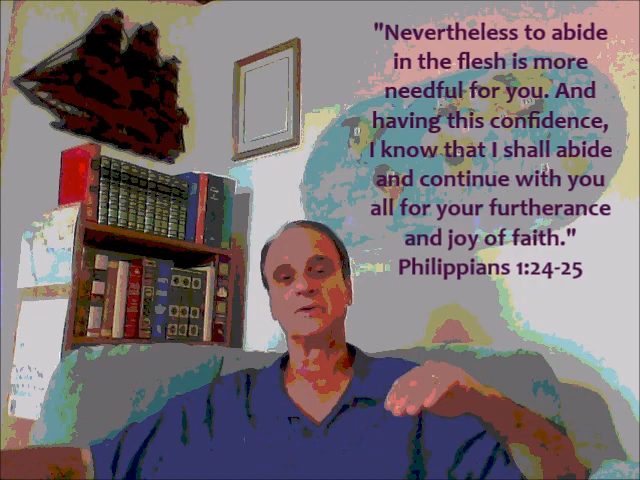 "Nevertheless to abide
in the flesh is more
needful for you. And
having this confidence,
I know that I shall abide
and continue with you
all for your furtherance
and joy of faith."
Philippians 1:24-25